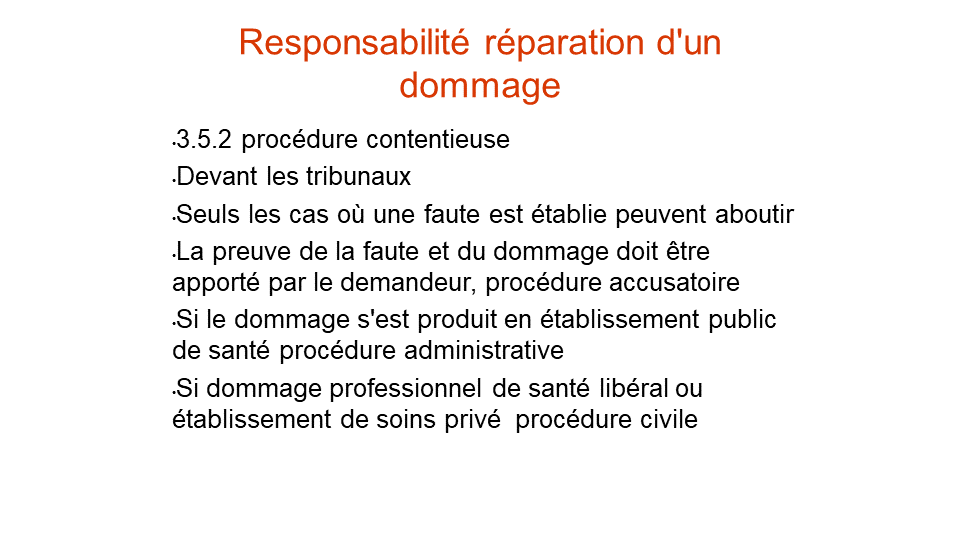 Responsabilité réparation d'un
dommage
•3.5.2 procédure contentieuse
•Devant les tribunaux
•Seuls les cas où une faute est établie peuvent aboutir
•La preuve de la faute et du dommage doit être
apporté par le demandeur, procédure accusatoire
•Si le dommage s'est produit en établissement public
de santé procédure administrative
•Si dommage professionnel de santé libéral ou
établissement de soins privé  procédure civile